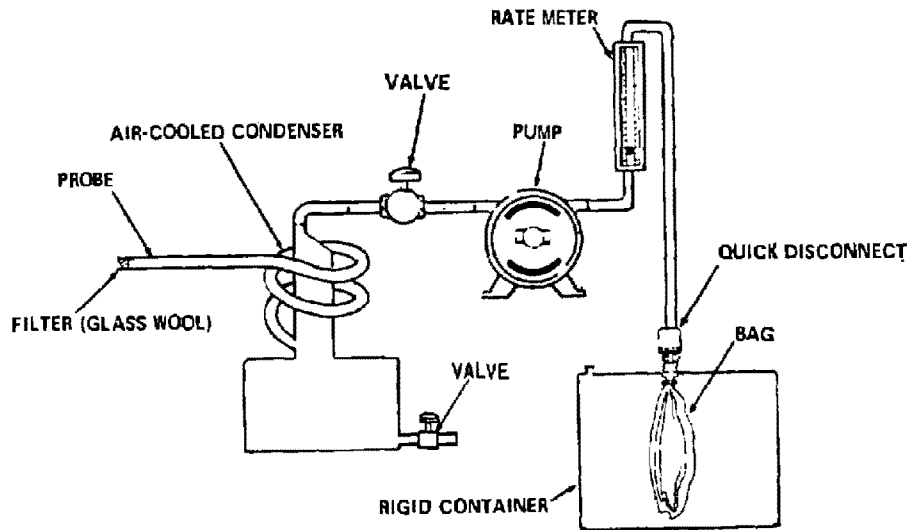 RATE METER
VALVE
AIR-COOLED CONDENSER
PUMP
PROBE
QUICK DISCONNECT
FILTER (GLASS WOOL)
BAG
VALVE
RIGID CONTAINER